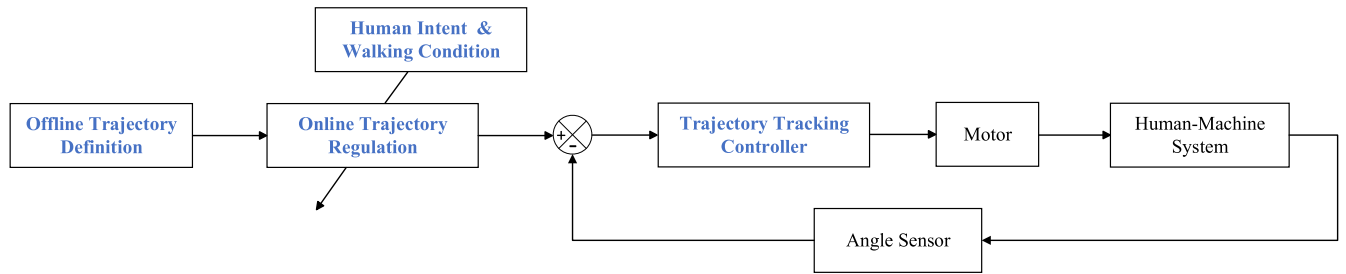 Human Intent &
Walking Condition
Offline Trajectory
Definition
Online Trajectory
Regulation
+
-
Trajectory Tracking
Controller
Motor
Human-Machine
System
Angle Sensor